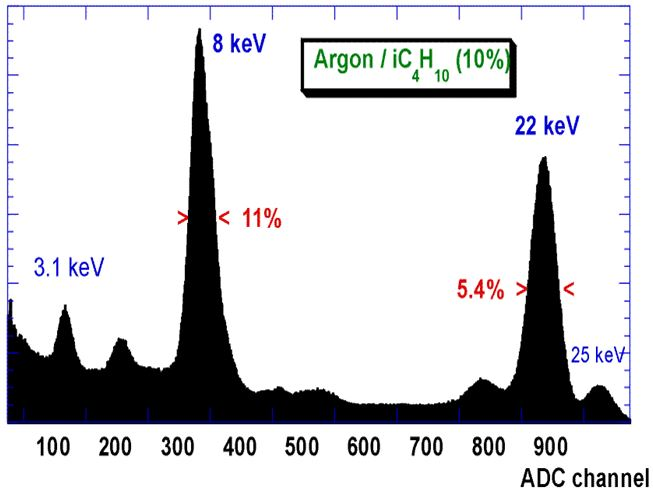 8 keV
Argon / iC4H10 (10%)
22 keV
> < 11%
3.1 keV
5.4% > <
25 keV
100 200 300 400 500 600 700 800 900
ADC channel